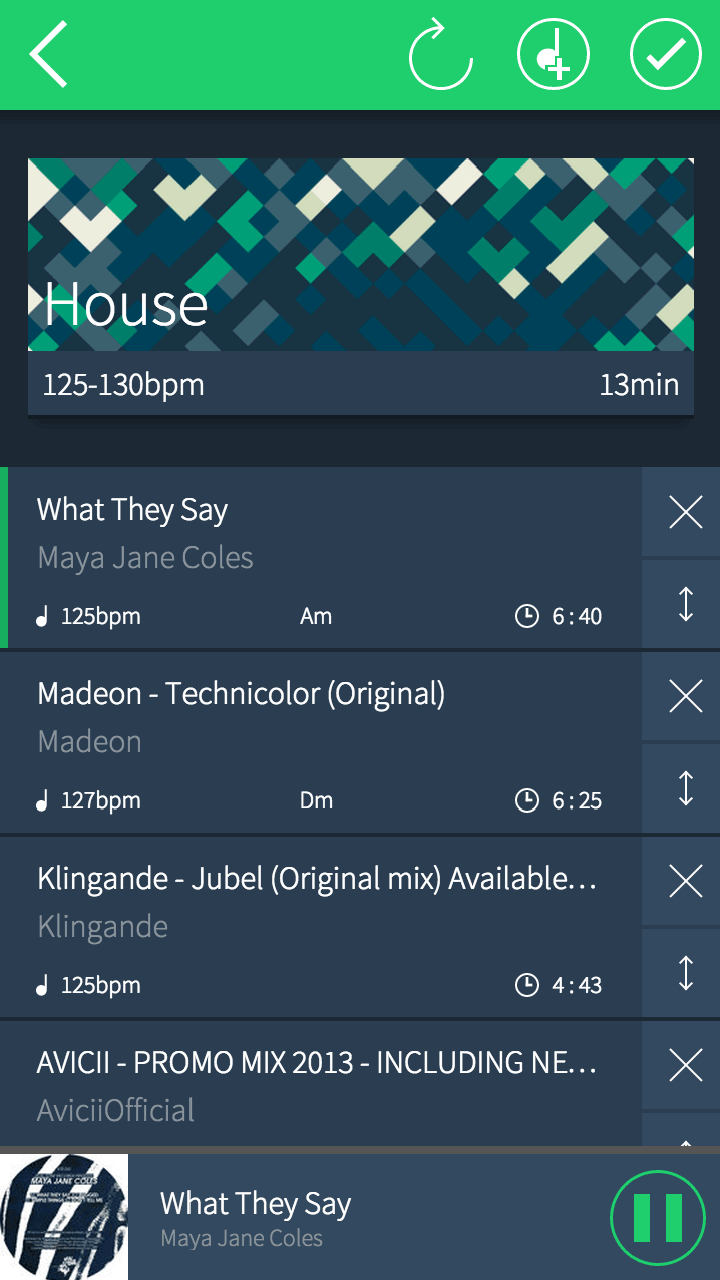 House
125-130bpm 13min
What They Say
Maya Jane Coles
125bpm Am 6:40
Madeon - Technicolor (Original)
Madeon
127bpm Dm 6:25
Klingande - Jubel (Original mix) Available…
Klingande
125bpm 4:43
AVICII - PROMO MIX 2013 - INCLUDING NE…
AviciiOfficial
MAYA JANE COLES
What They Say
Maya Jane Coles